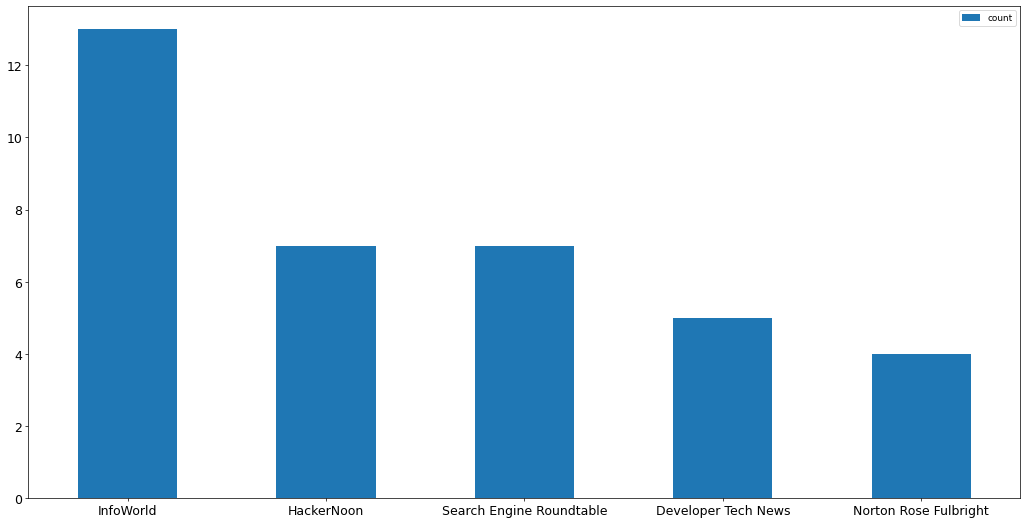 count
12
10
8
6
4
2
0
InfoWorld
HackerNoon
Search Engine Roundtable
Developer Tech News
Norton Rose Fulbright